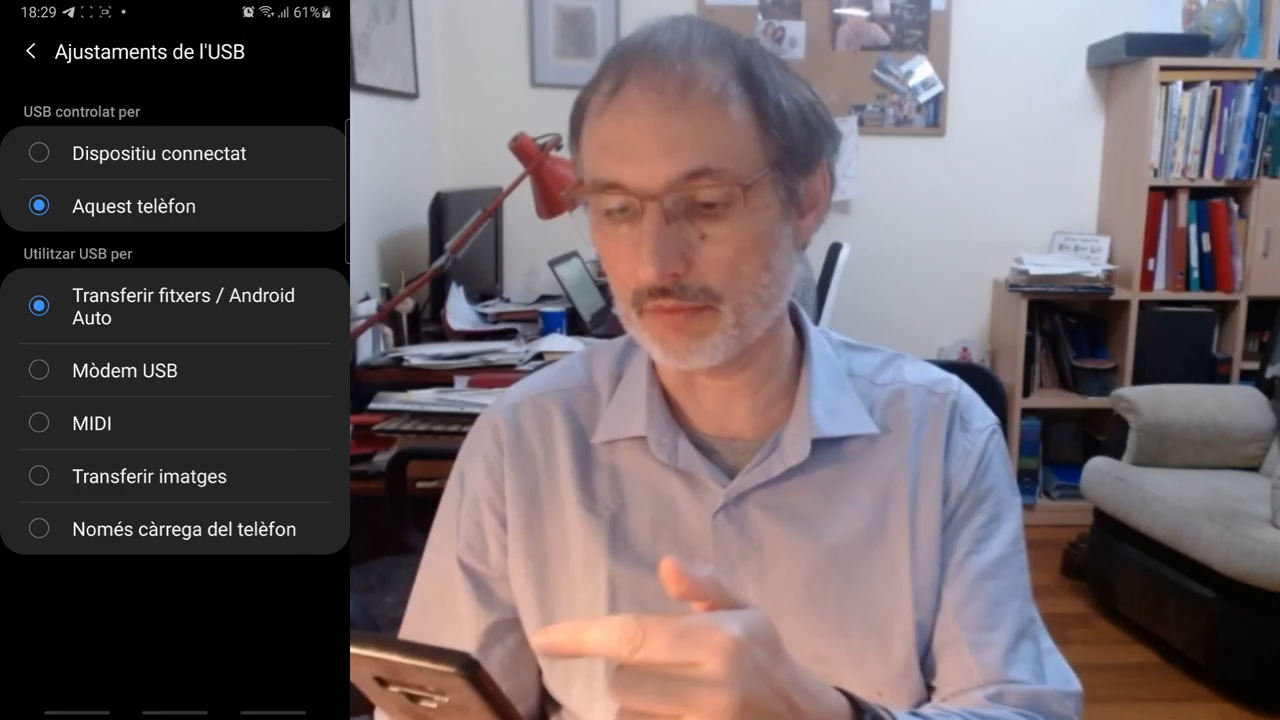 18:29
61%
Ajustaments de l'USB
USB controlat per
Dispositiu connectat
Aquest telèfon
Utilitzar USB per
Transferir fitxers / Android
Auto
Mòdem USB
MIDI
Transferir imatges
Només càrrega del telèfon